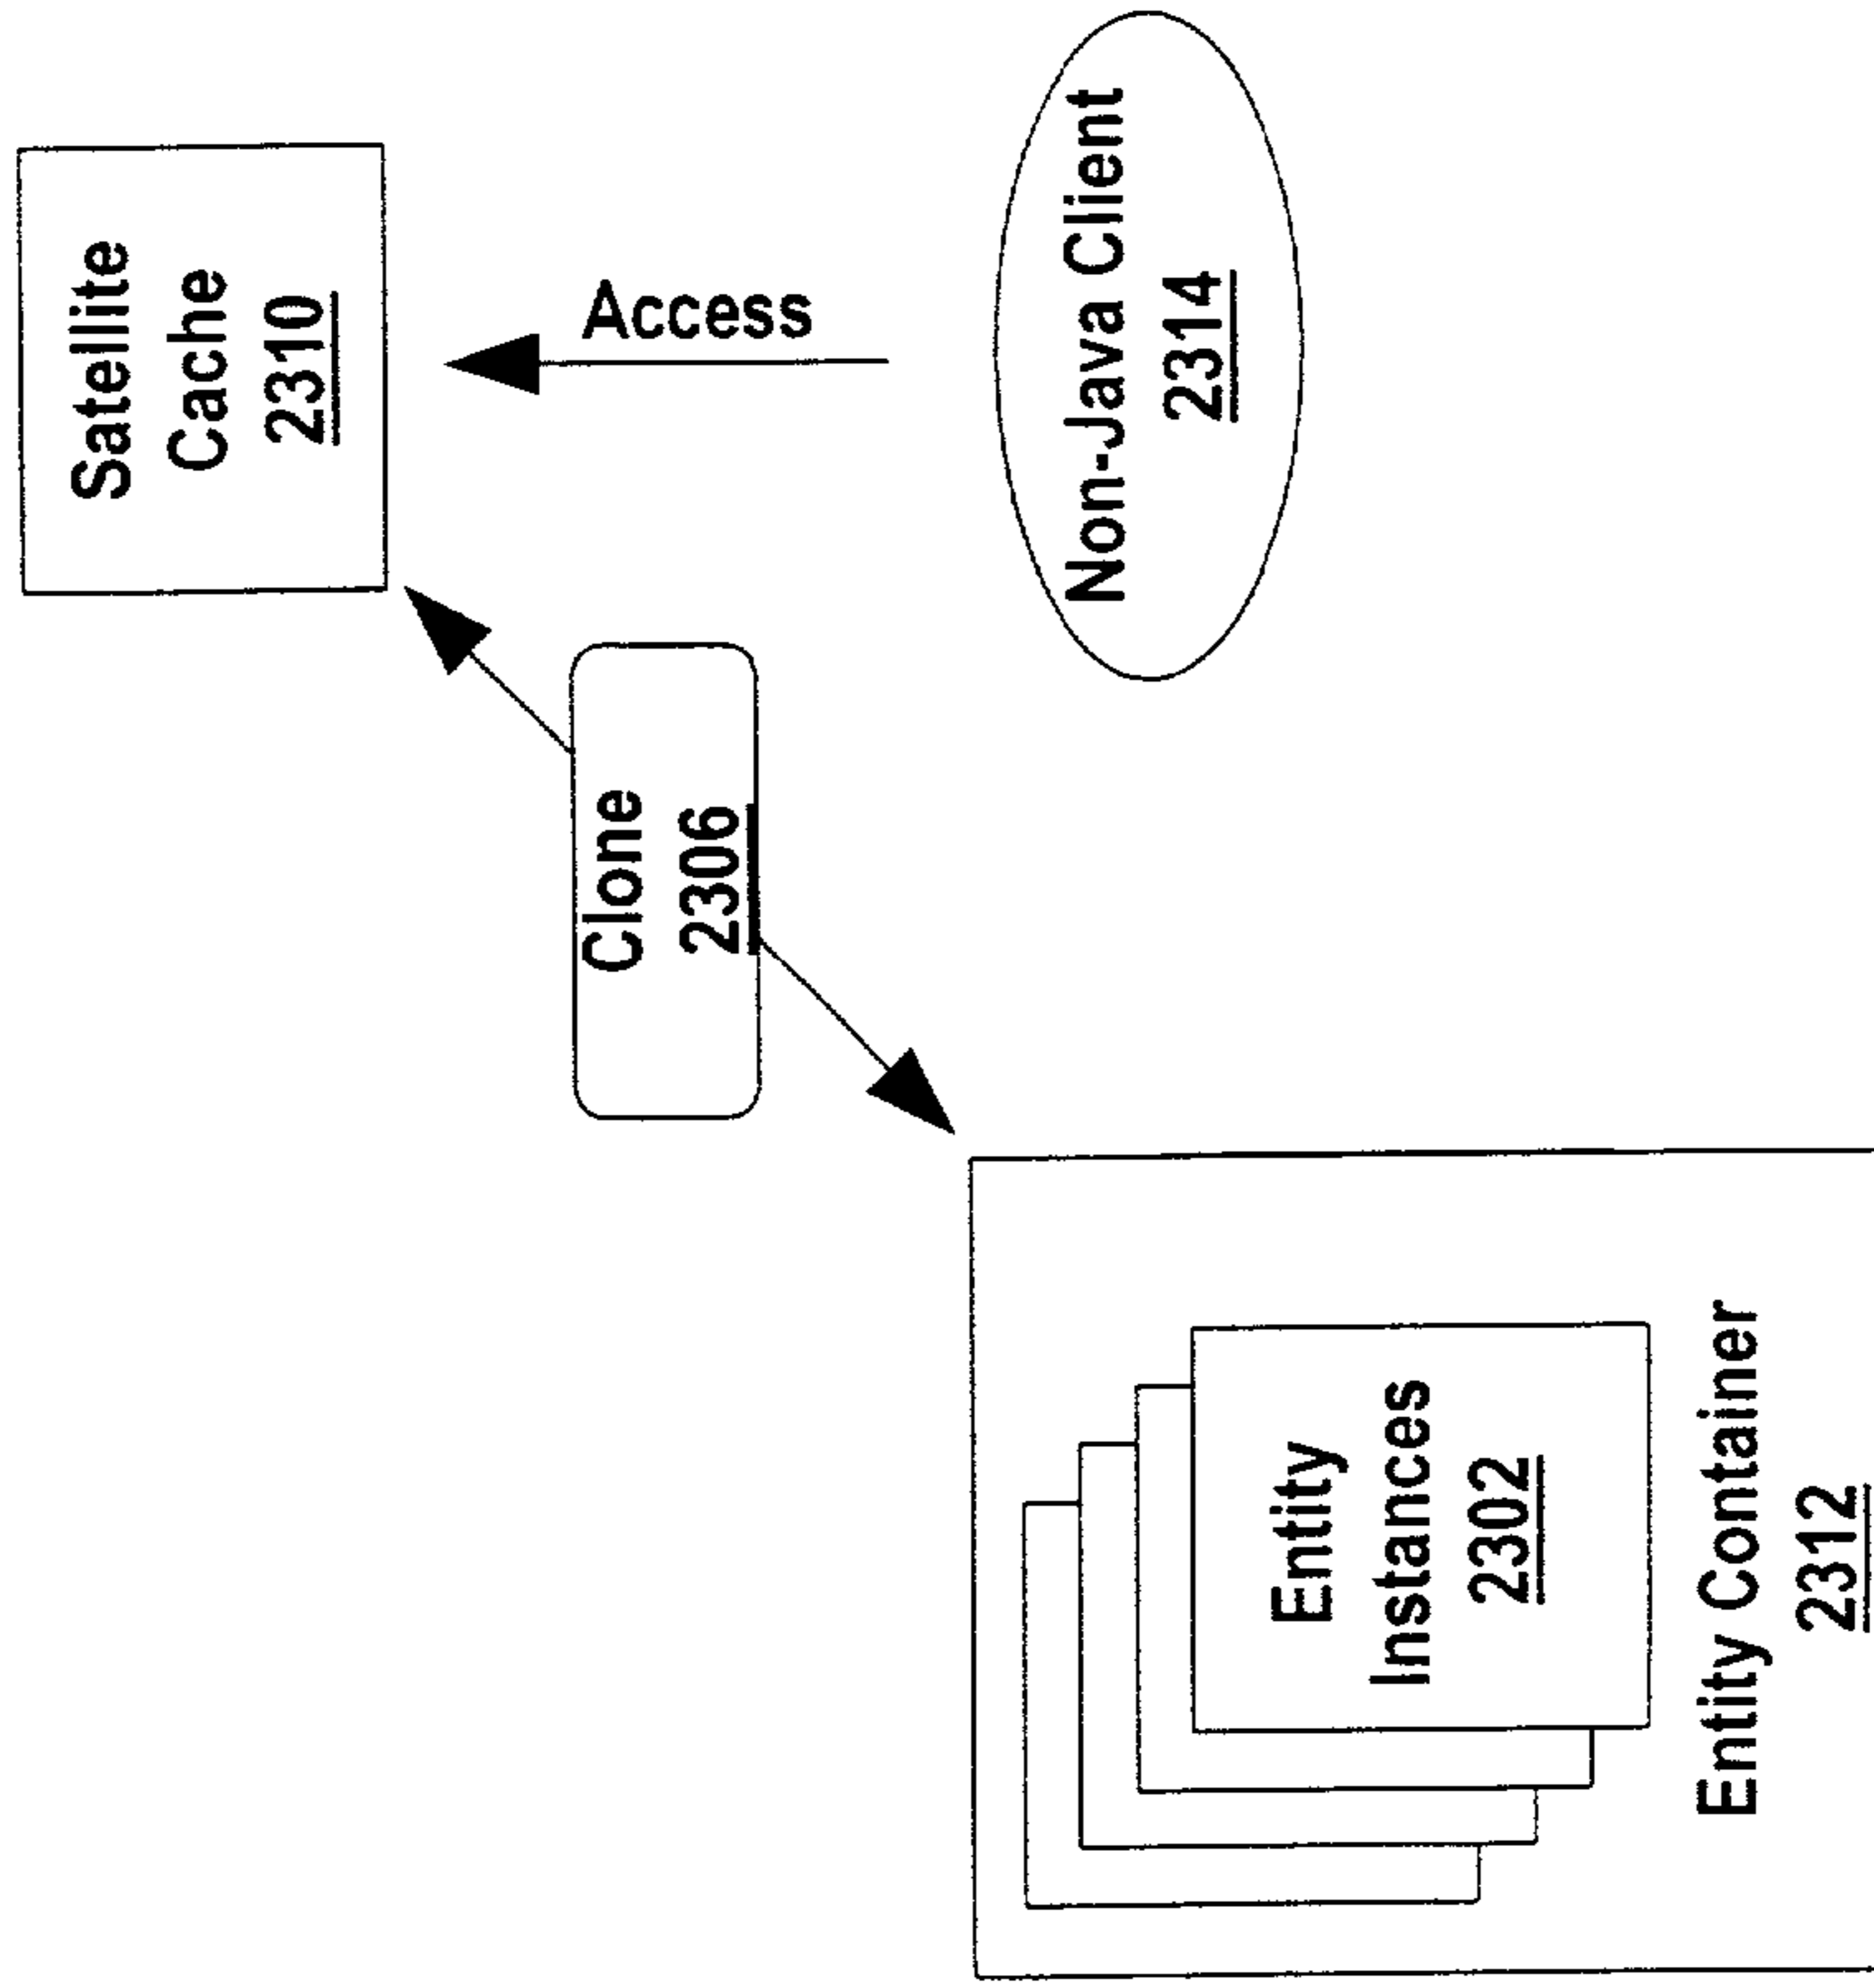 Satellite
Cache
2310
Access
Clone
2306
Non-Java Client
2314
Entity
Instances
2302
Entity Container
2312